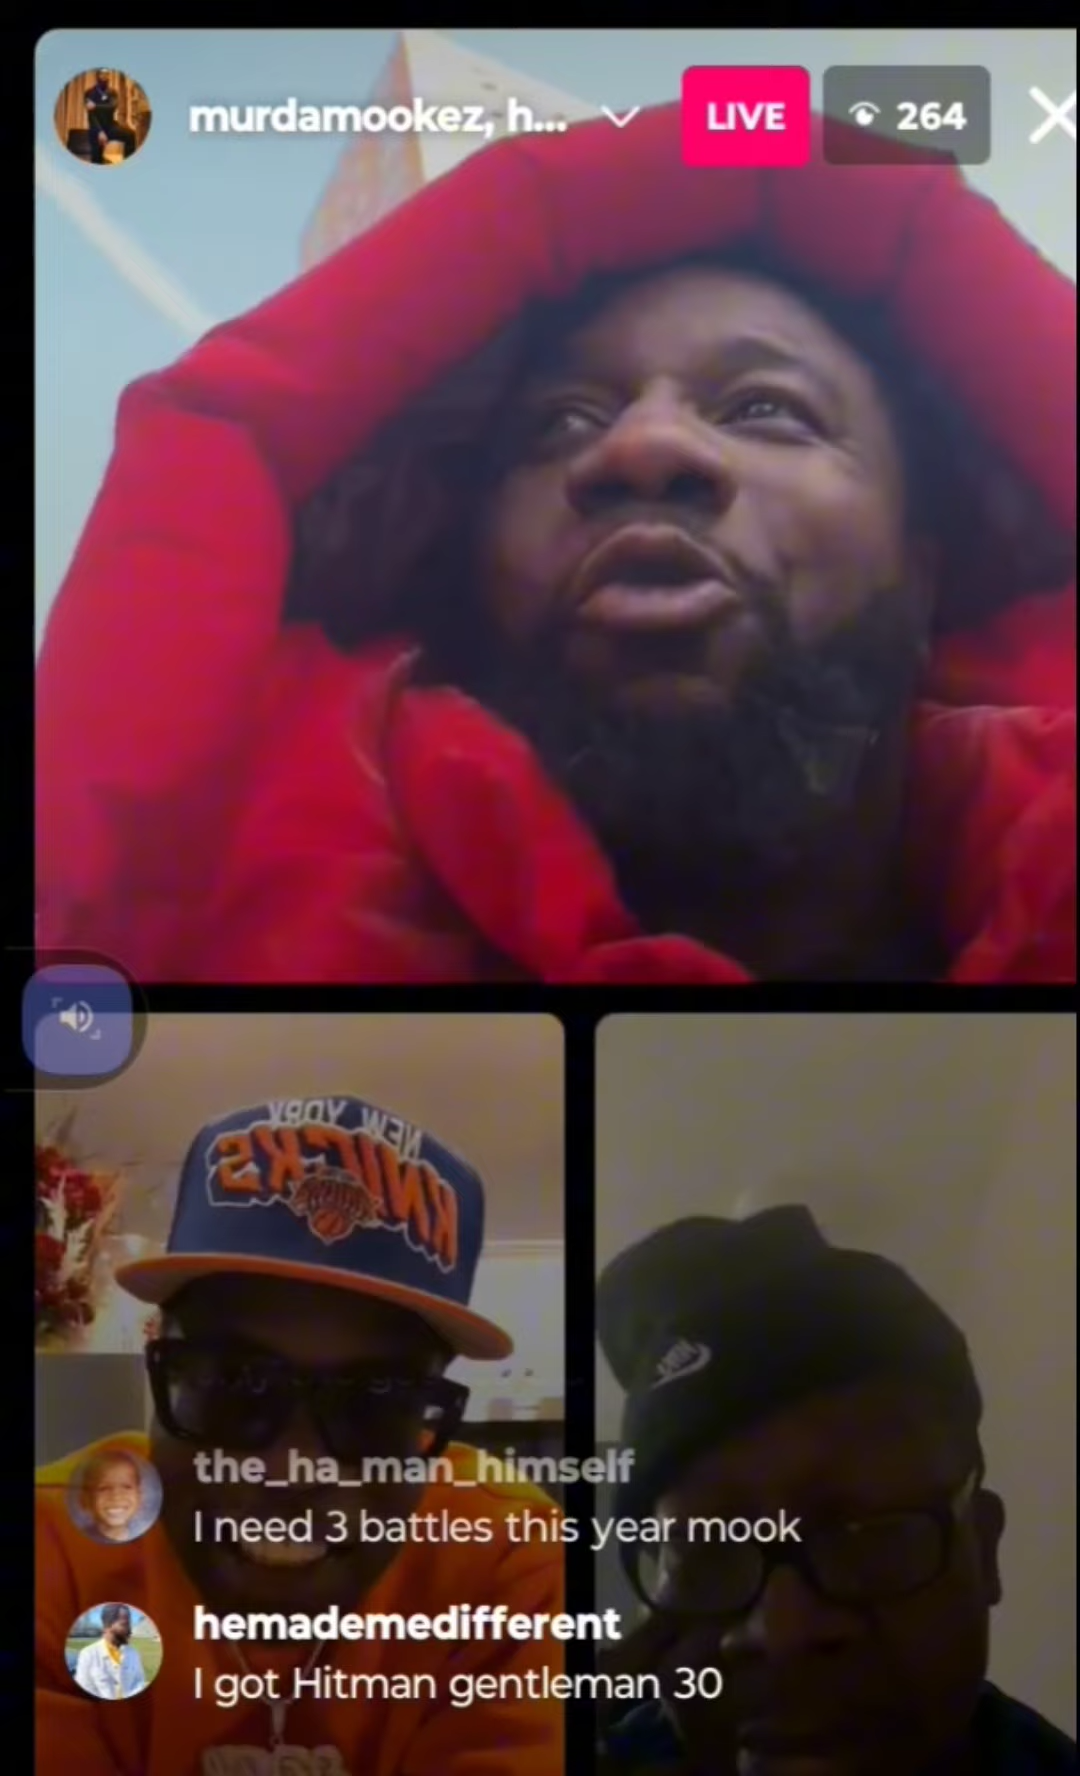 murdamookez, h...
LIVE
264
NEW YORK
KNICKS
the_ha_man_himself
I need 3 battles this year mook
hemademedifferent
I got Hitman gentleman 30